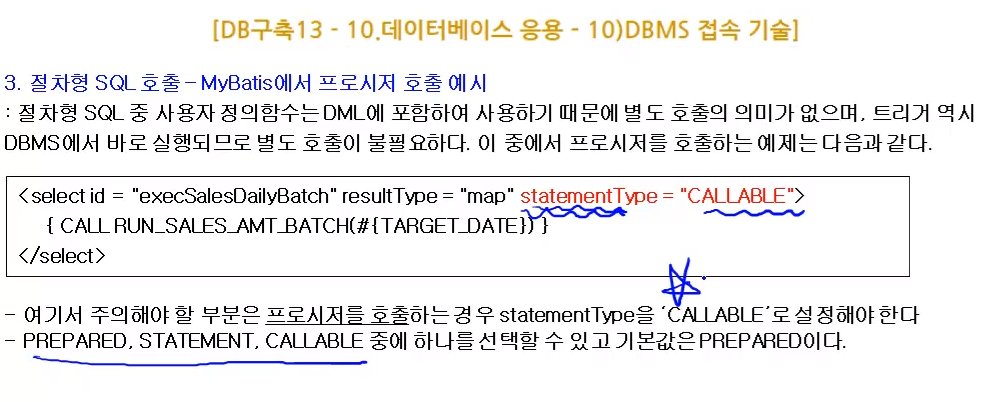 [DB구축13 - 10.데이터베이스 응용 - 10)DBMS 접속 기술]
3. 절차형 SQL 호출 – MyBatis에서 프로시저 호출 예시
: 절차형 SQL 중 사용자 정의함수는 DML에 포함하여 사용하기 때문에 별도 호출의 의미가 없으며, 트리거 역시
DBMS에서 바로 실행되므로 별도 호출이 불필요하다. 이 중에서 프로시저를 호출하는 예제는 다음과 같다.
<select id = "execSalesDailyBatch" resultType = "map" statementType = "CALLABLE">
{ CALL RUN_SALES_AMT_BATCH(#{TARGET_DATE}) }
</select>
- 여기서 주의해야 할 부분은 프로시저를 호출하는 경우 statementType을 ‘CALLABLE’로 설정해야 한다
- PREPARED, STATEMENT, CALLABLE 중에 하나를 선택할 수 있고 기본값은 PREPARED이다.